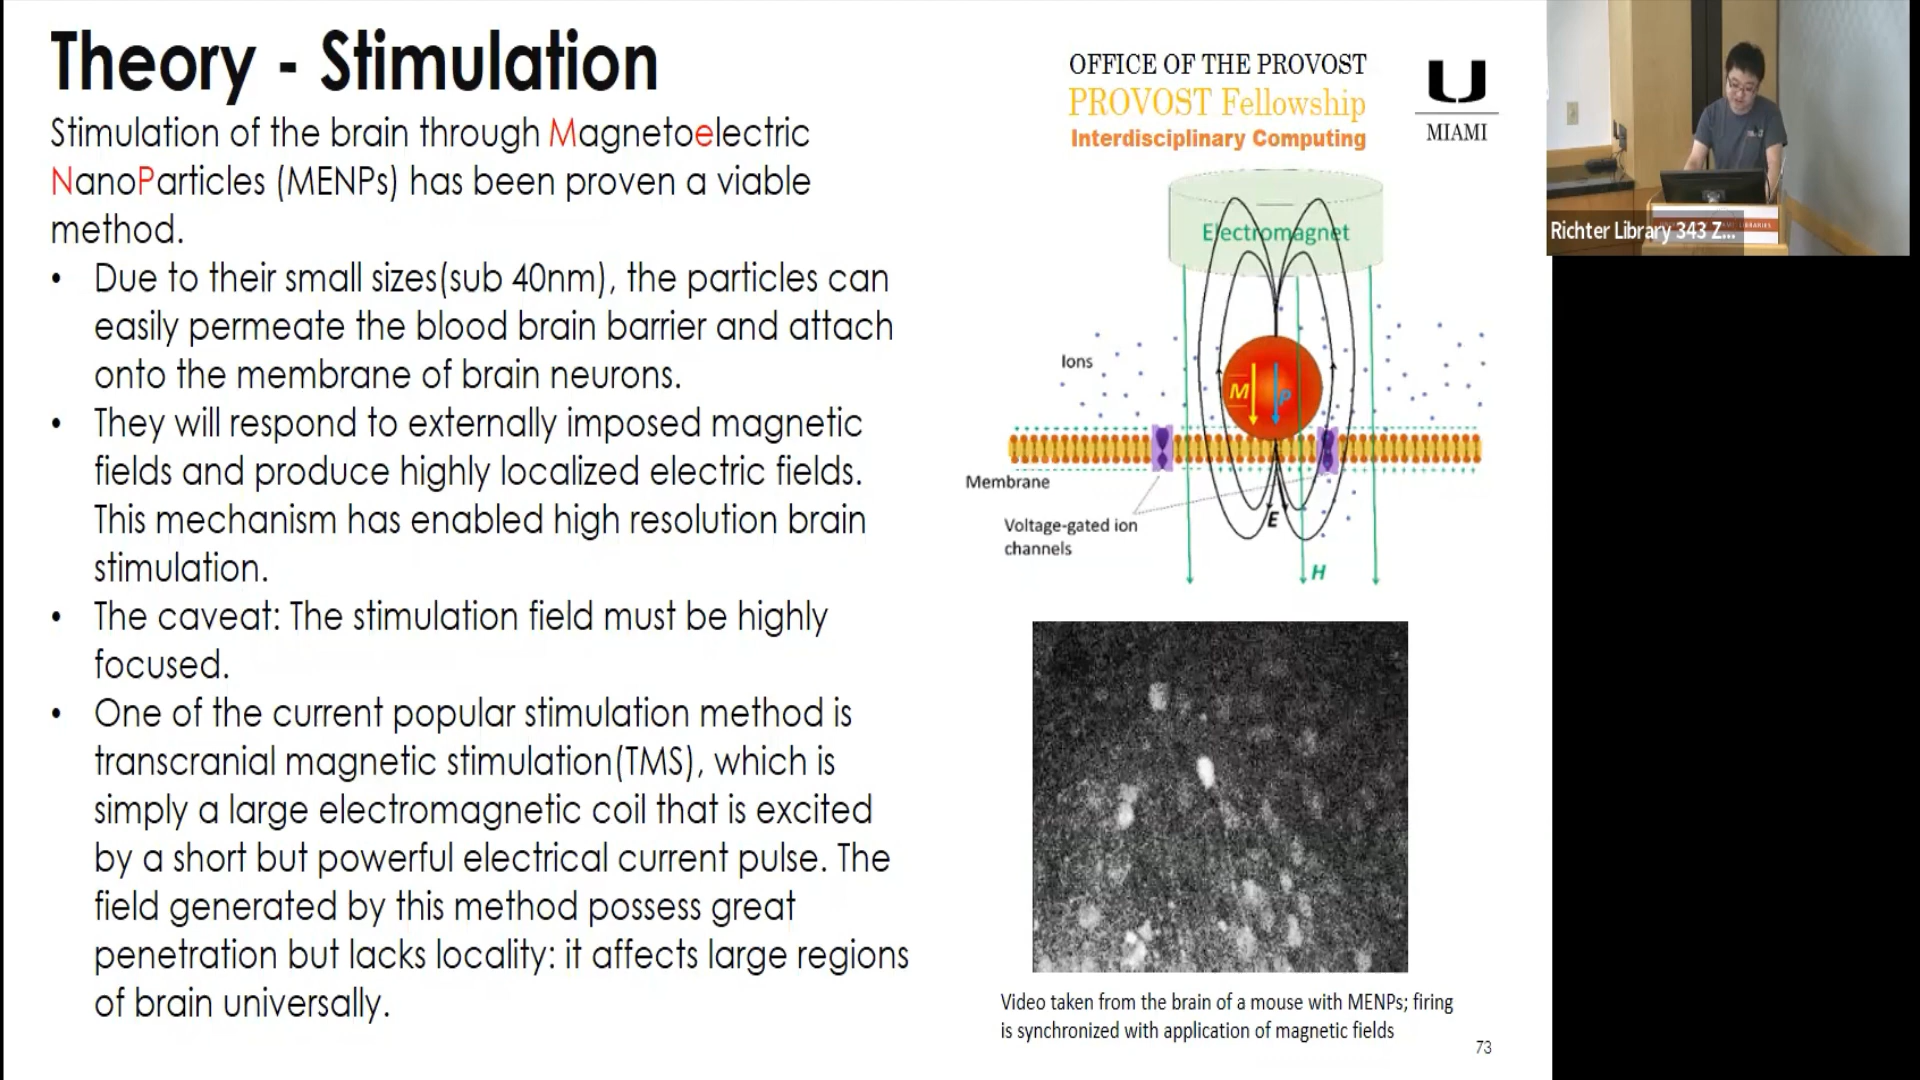 Theory - Stimulation
Stimulation of the brain through Magnetoelectric
NanoParticles (MENPs) has been proven a viable
method.
• Due to their small sizes(sub 40nm), the particles can
easily permeate the blood brain barrier and attach
onto the membrane of brain neurons.
• They will respond to externally imposed magnetic
fields and produce highly localized electric fields.
This mechanism has enabled high resolution brain
stimulation.
• The caveat: The stimulation field must be highly
focused.
• One of the current popular stimulation method is
transcranial magnetic stimulation(TMS), which is
simply a large electromagnetic coil that is excited
by a short but powerful electrical current pulse. The
field generated by this method possess great
penetration but lacks locality: it affects large regions
of brain universally.
OFFICE OF THE PROVOST
PROVOST Fellowship
Interdisciplinary Computing
U
MIAMI
Electromagnet
Ions
M
P
Membrane
Voltage-gated ion
channels
E
H
Video taken from the brain of a mouse with MENPs; firing
is synchronized with application of magnetic fields
73
Richter Library 343 Z...